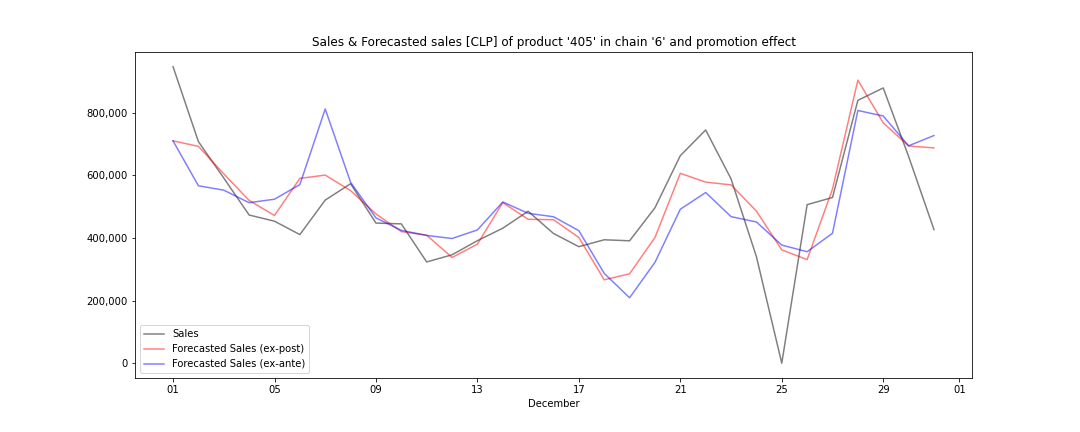 Sales & Forecasted sales [CLP] of product '405' in chain '6' and promotion effect
800,000
600,000
400,000
200,000
0
Sales
Forecasted Sales (ex-post)
Forecasted Sales (ex-ante)
01 05 09 13 17 21 25 29 01
December